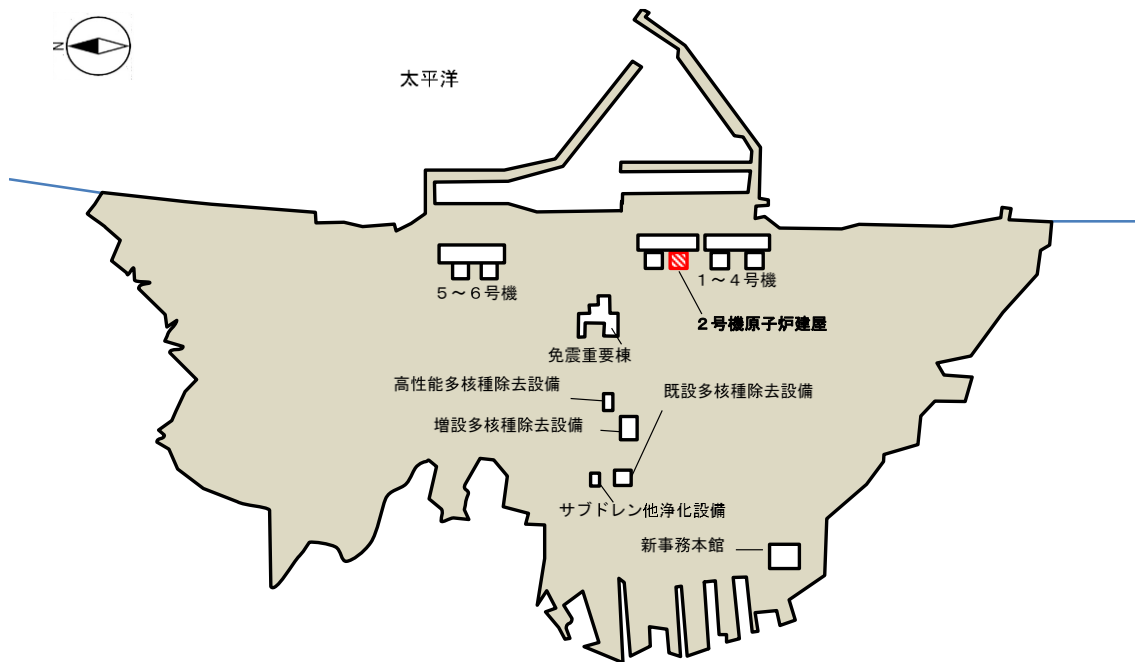 N
太平洋
５～６号機
１～４号機
２号機原子炉建屋
免震重要棟
高性能多核種除去設備
既設多核種除去設備
増設多核種除去設備
サブドレン他浄化設備
新事務本館